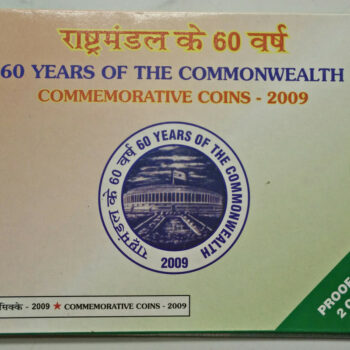 राष्ट्रमंडल के 60 वर्ष
60 YEARS OF THE COMMONWEALTH
COMMEMORATIVE COINS - 2009
राष्ट्रमंडल के 60 वर्ष 60 YEARS OF THE COMMONWEALTH
2009
सिक्के - 2009 ★ COMMEMORATIVE COINS - 2009
PROOF